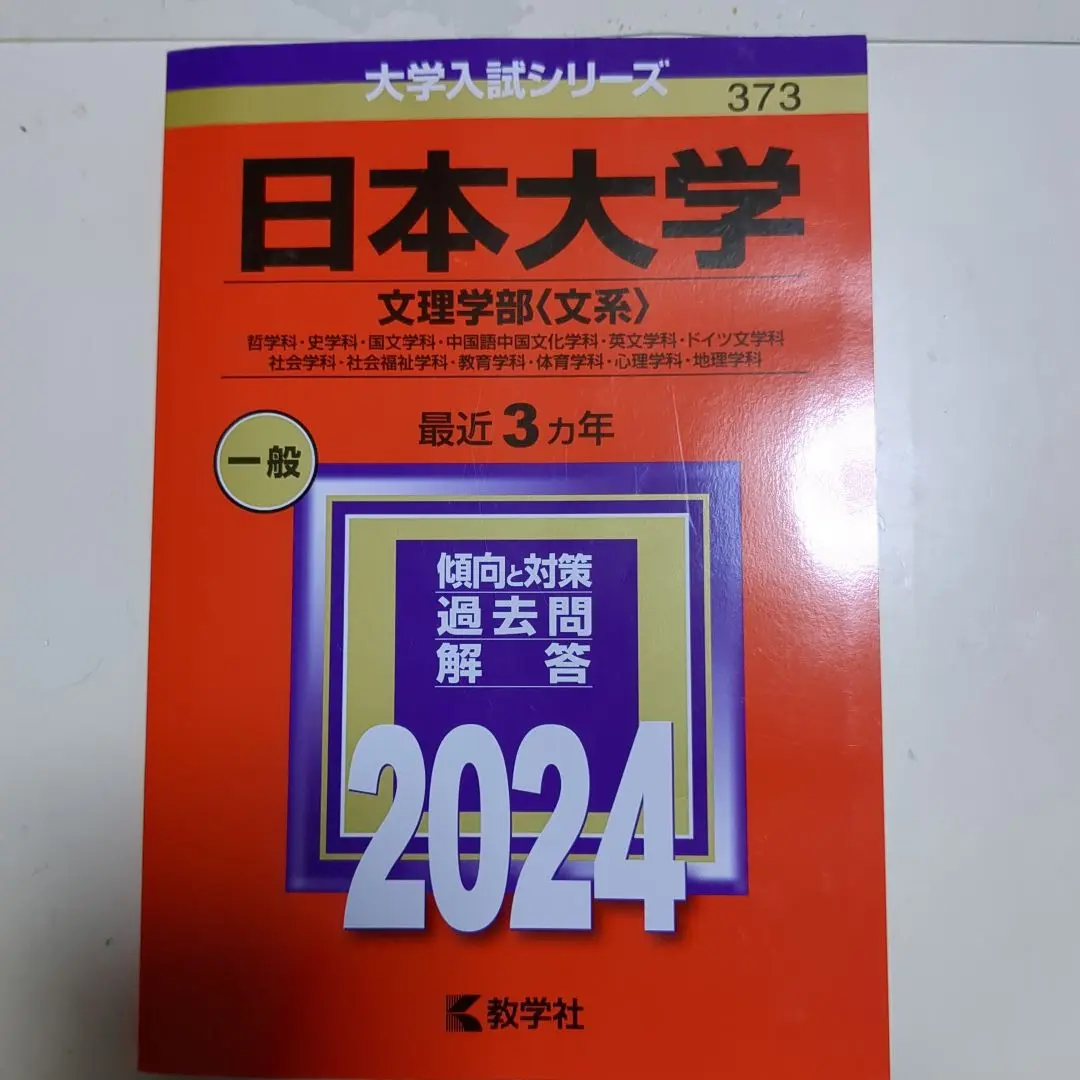 大学入試シリーズ
373
日本大学
文理学部〈文系〉
哲学科・史学科・国文学科・中国語中国文化学科・英文学科・ドイツ文学科
社会学科・社会福祉学科・教育学科・体育学科・心理学科・地理学科
最近3カ年
一般
傾向と対策
過去問
解答
2024
教学社